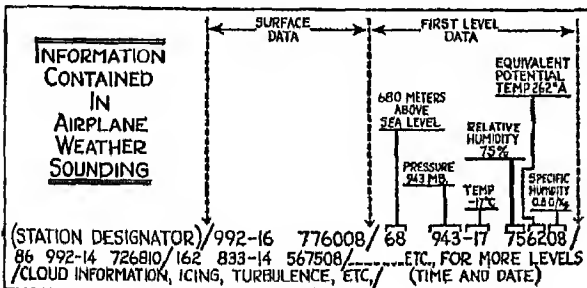 INFORMATION
CONTAINED
IN
AIRPLANE
WEATHER
SOUNDING
SURFACE
DATA
FIRST LEVEL
DATA
680 METERS
ABOVE
SEA LEVEL
PRESSURE
943 MB.
TEMP
-17°C
RELATIVE
HUMIDITY
75%
EQUIVALENT
POTENTIAL
TEMP 262°A
SPECIFIC
HUMIDITY
0.8 G/Kg
(STATION DESIGNATOR)/992-16 776008/68 943-17 756208/
86 992-14 726810/162 833-14 567508/........ETC, FOR MORE LEVELS
/CLOUD INFORMATION, ICING, TURBULENCE, ETC,/ (TIME AND DATE)